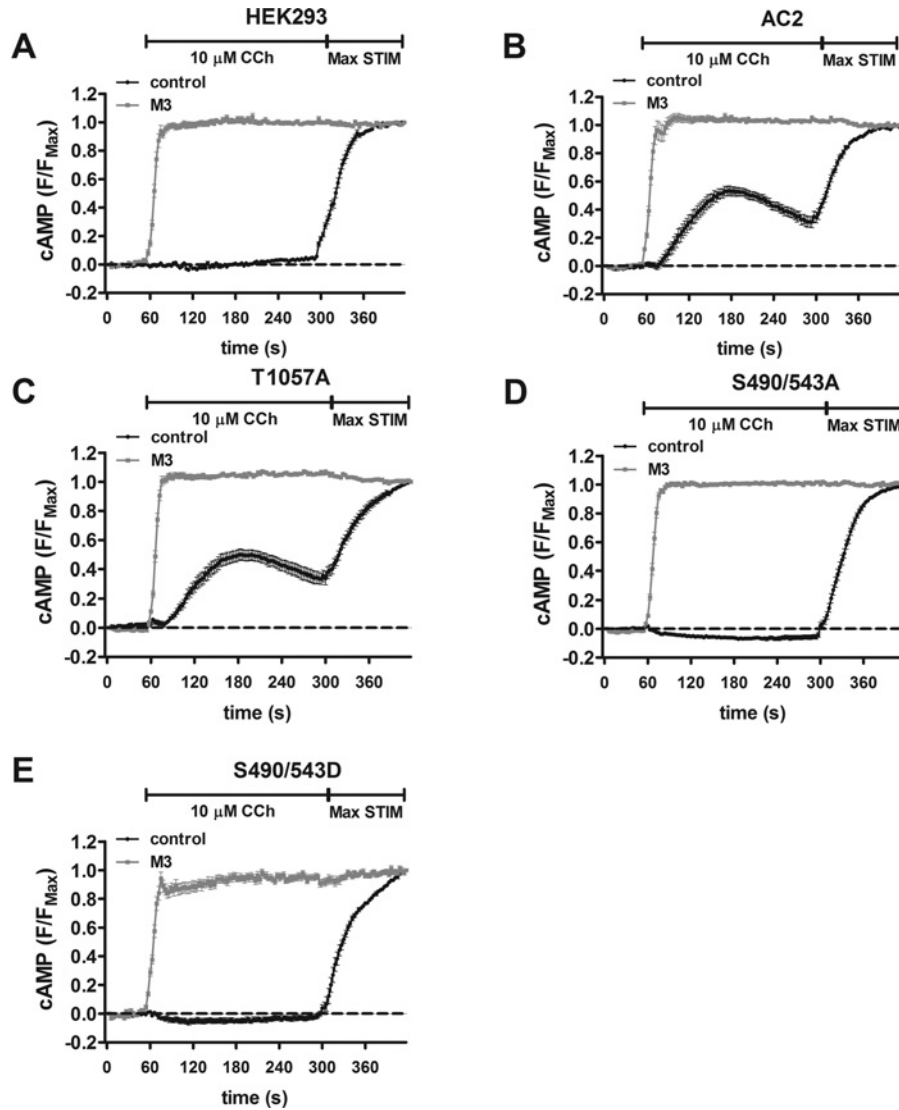 A
HEK293
10 μM CCh
Max STIM
control
M3
cAMP (F/FMax)
1.2
1.0
0.8
0.6
0.4
0.2
0.0
-0.2
0 60 120 180 240 300 360
time (s)
B
AC2
10 μM CCh
Max STIM
control
M3
cAMP (F/FMax)
1.2
1.0
0.8
0.6
0.4
0.2
0.0
-0.2
0 60 120 180 240 300 360
time (s)
C
T1057A
10 μM CCh
Max STIM
control
M3
cAMP (F/FMax)
1.2
1.0
0.8
0.6
0.4
0.2
0.0
-0.2
0 60 120 180 240 300 360
time (s)
D
S490/543A
10 μM CCh
Max STIM
control
M3
cAMP (F/FMax)
1.2
1.0
0.8
0.6
0.4
0.2
0.0
-0.2
0 60 120 180 240 300 360
time (s)
E
S490/543D
10 μM CCh
Max STIM
control
M3
cAMP (F/FMax)
1.2
1.0
0.8
0.6
0.4
0.2
0.0
-0.2
0 60 120 180 240 300 360
time (s)